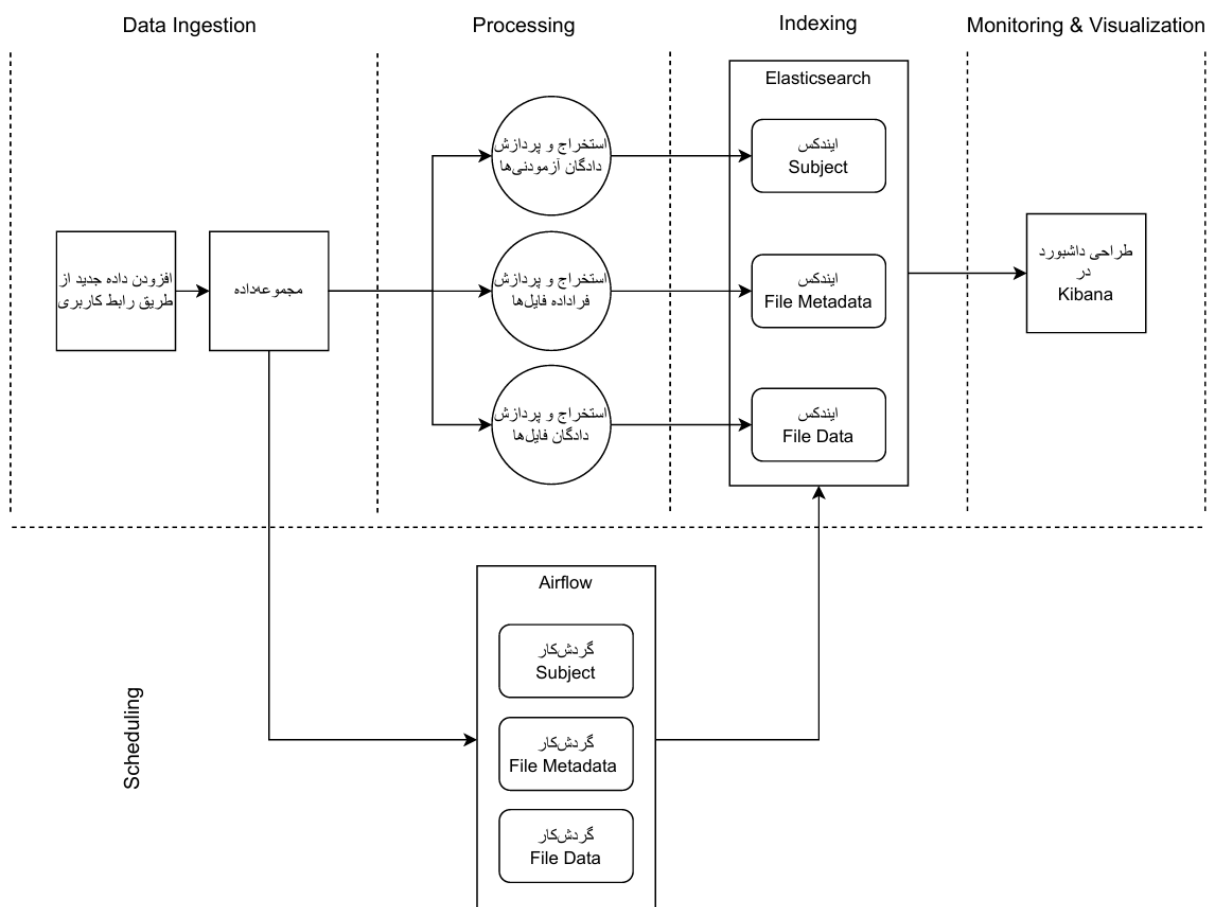 Data Ingestion
Processing
Indexing
Monitoring & Visualization
افزودن داده جدید از
طریق رابط کاربری
مجموعه‌داده
استخراج و پردازش
دادگان آزمودنی‌ها
استخراج و پردازش
فراداده فایل‌ها
استخراج و پردازش
دادگان فایل‌ها
Elasticsearch
ایندکس
Subject
ایندکس
File Metadata
ایندکس
File Data
طراحی داشبورد
در
Kibana
Scheduling
Airflow
گردش‌کار
Subject
گردش‌کار
File Metadata
گردش‌کار
File Data